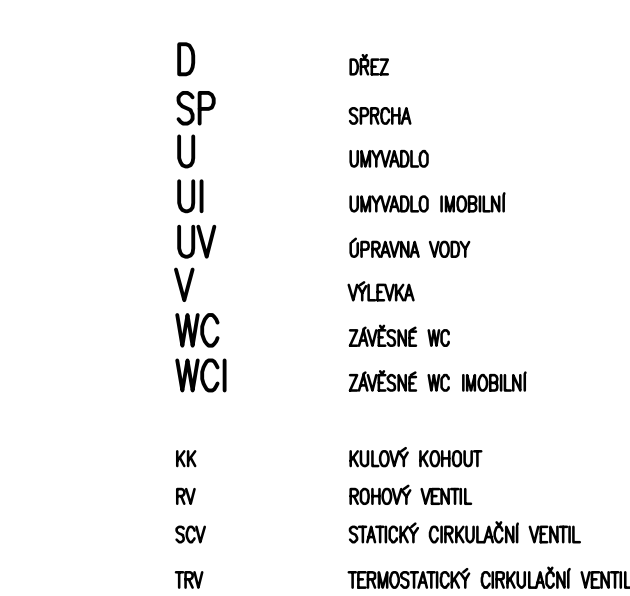 D DŘEZ
SP SPRCHA
U UMYVADLO
UI UMYVADLO IMOBILNÍ
UV ÚPRAVNA VODY
V VÝLEVKA
WC ZÁVĚSNÉ WC
WCI ZÁVĚSNÉ WC IMOBILNÍ
KK KULOVÝ KOHOUT
RV ROHOVÝ VENTIL
SCV STATICKÝ CIRKULAČNÍ VENTIL
TRV TERMOSTATICKÝ CIRKULAČNÍ VENTIL